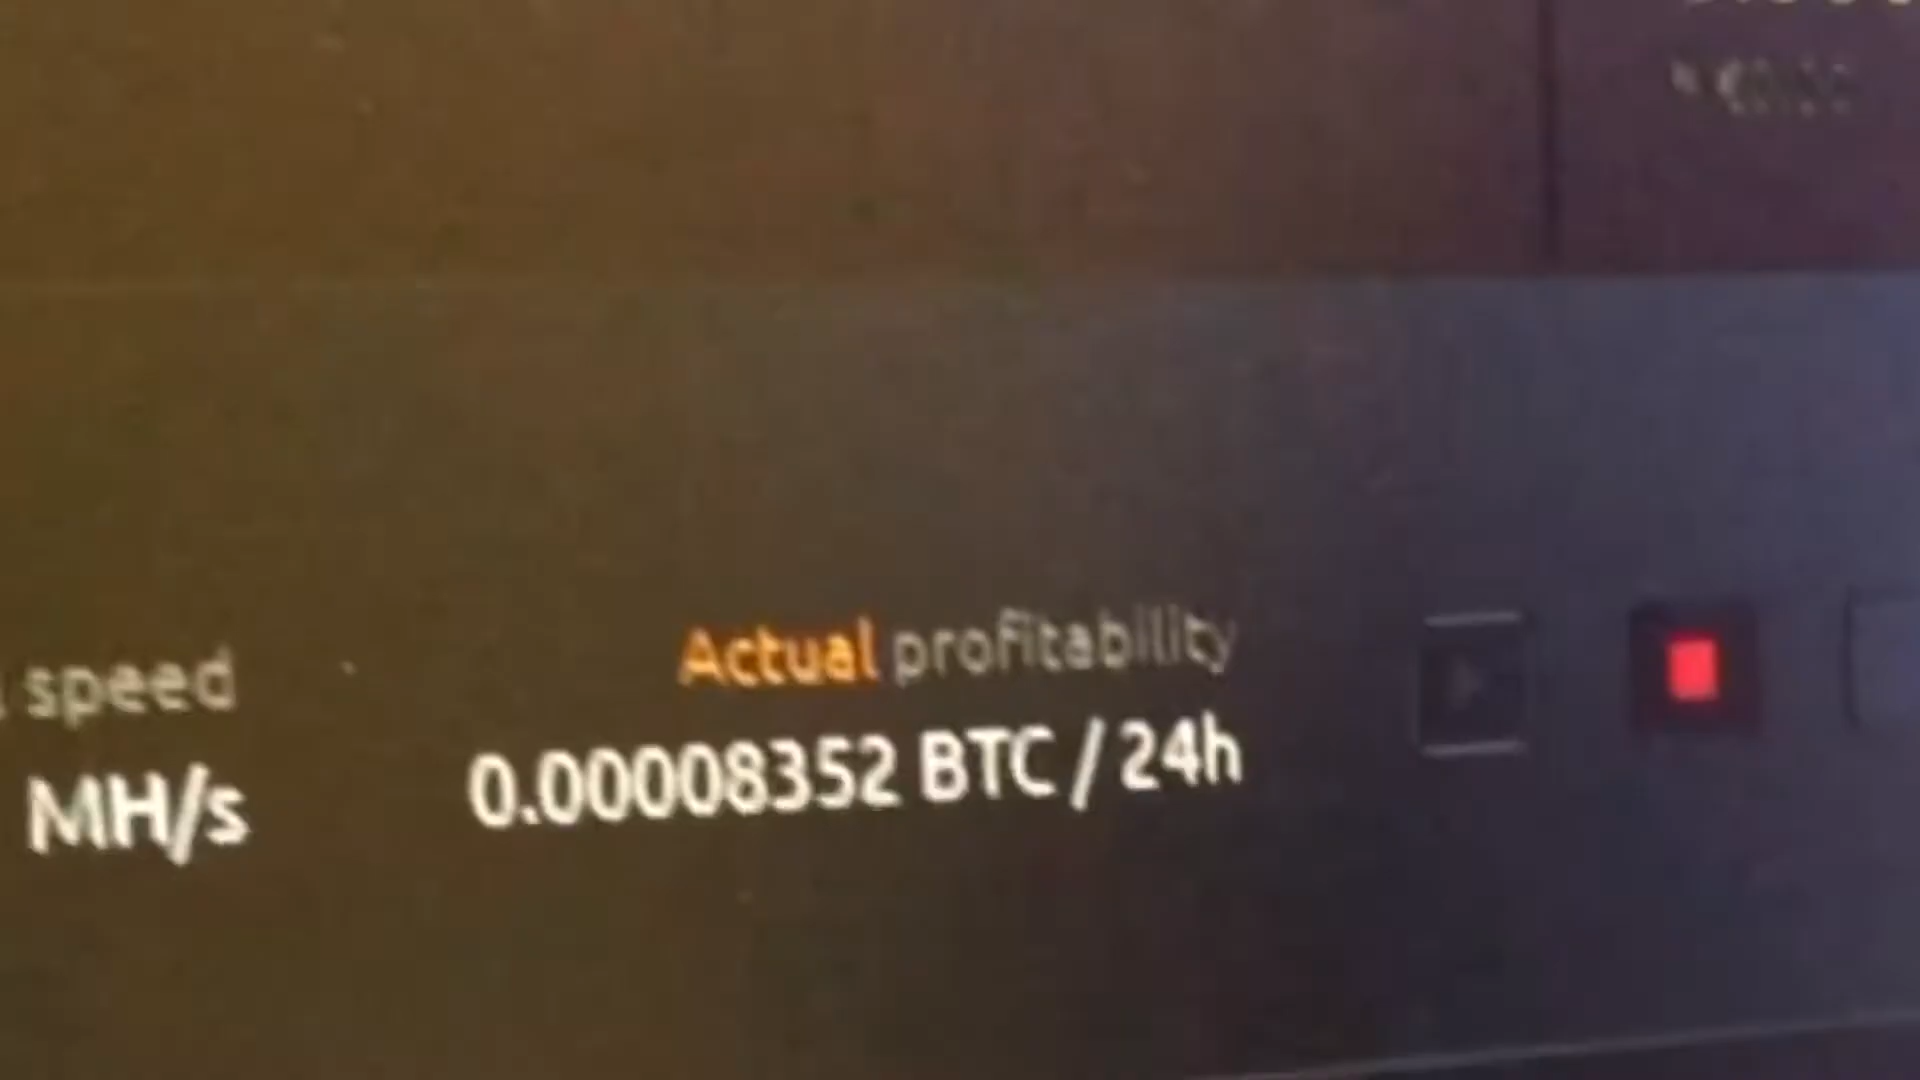 speed
Actual profitability
MH/s
0.00008352 BTC / 24h